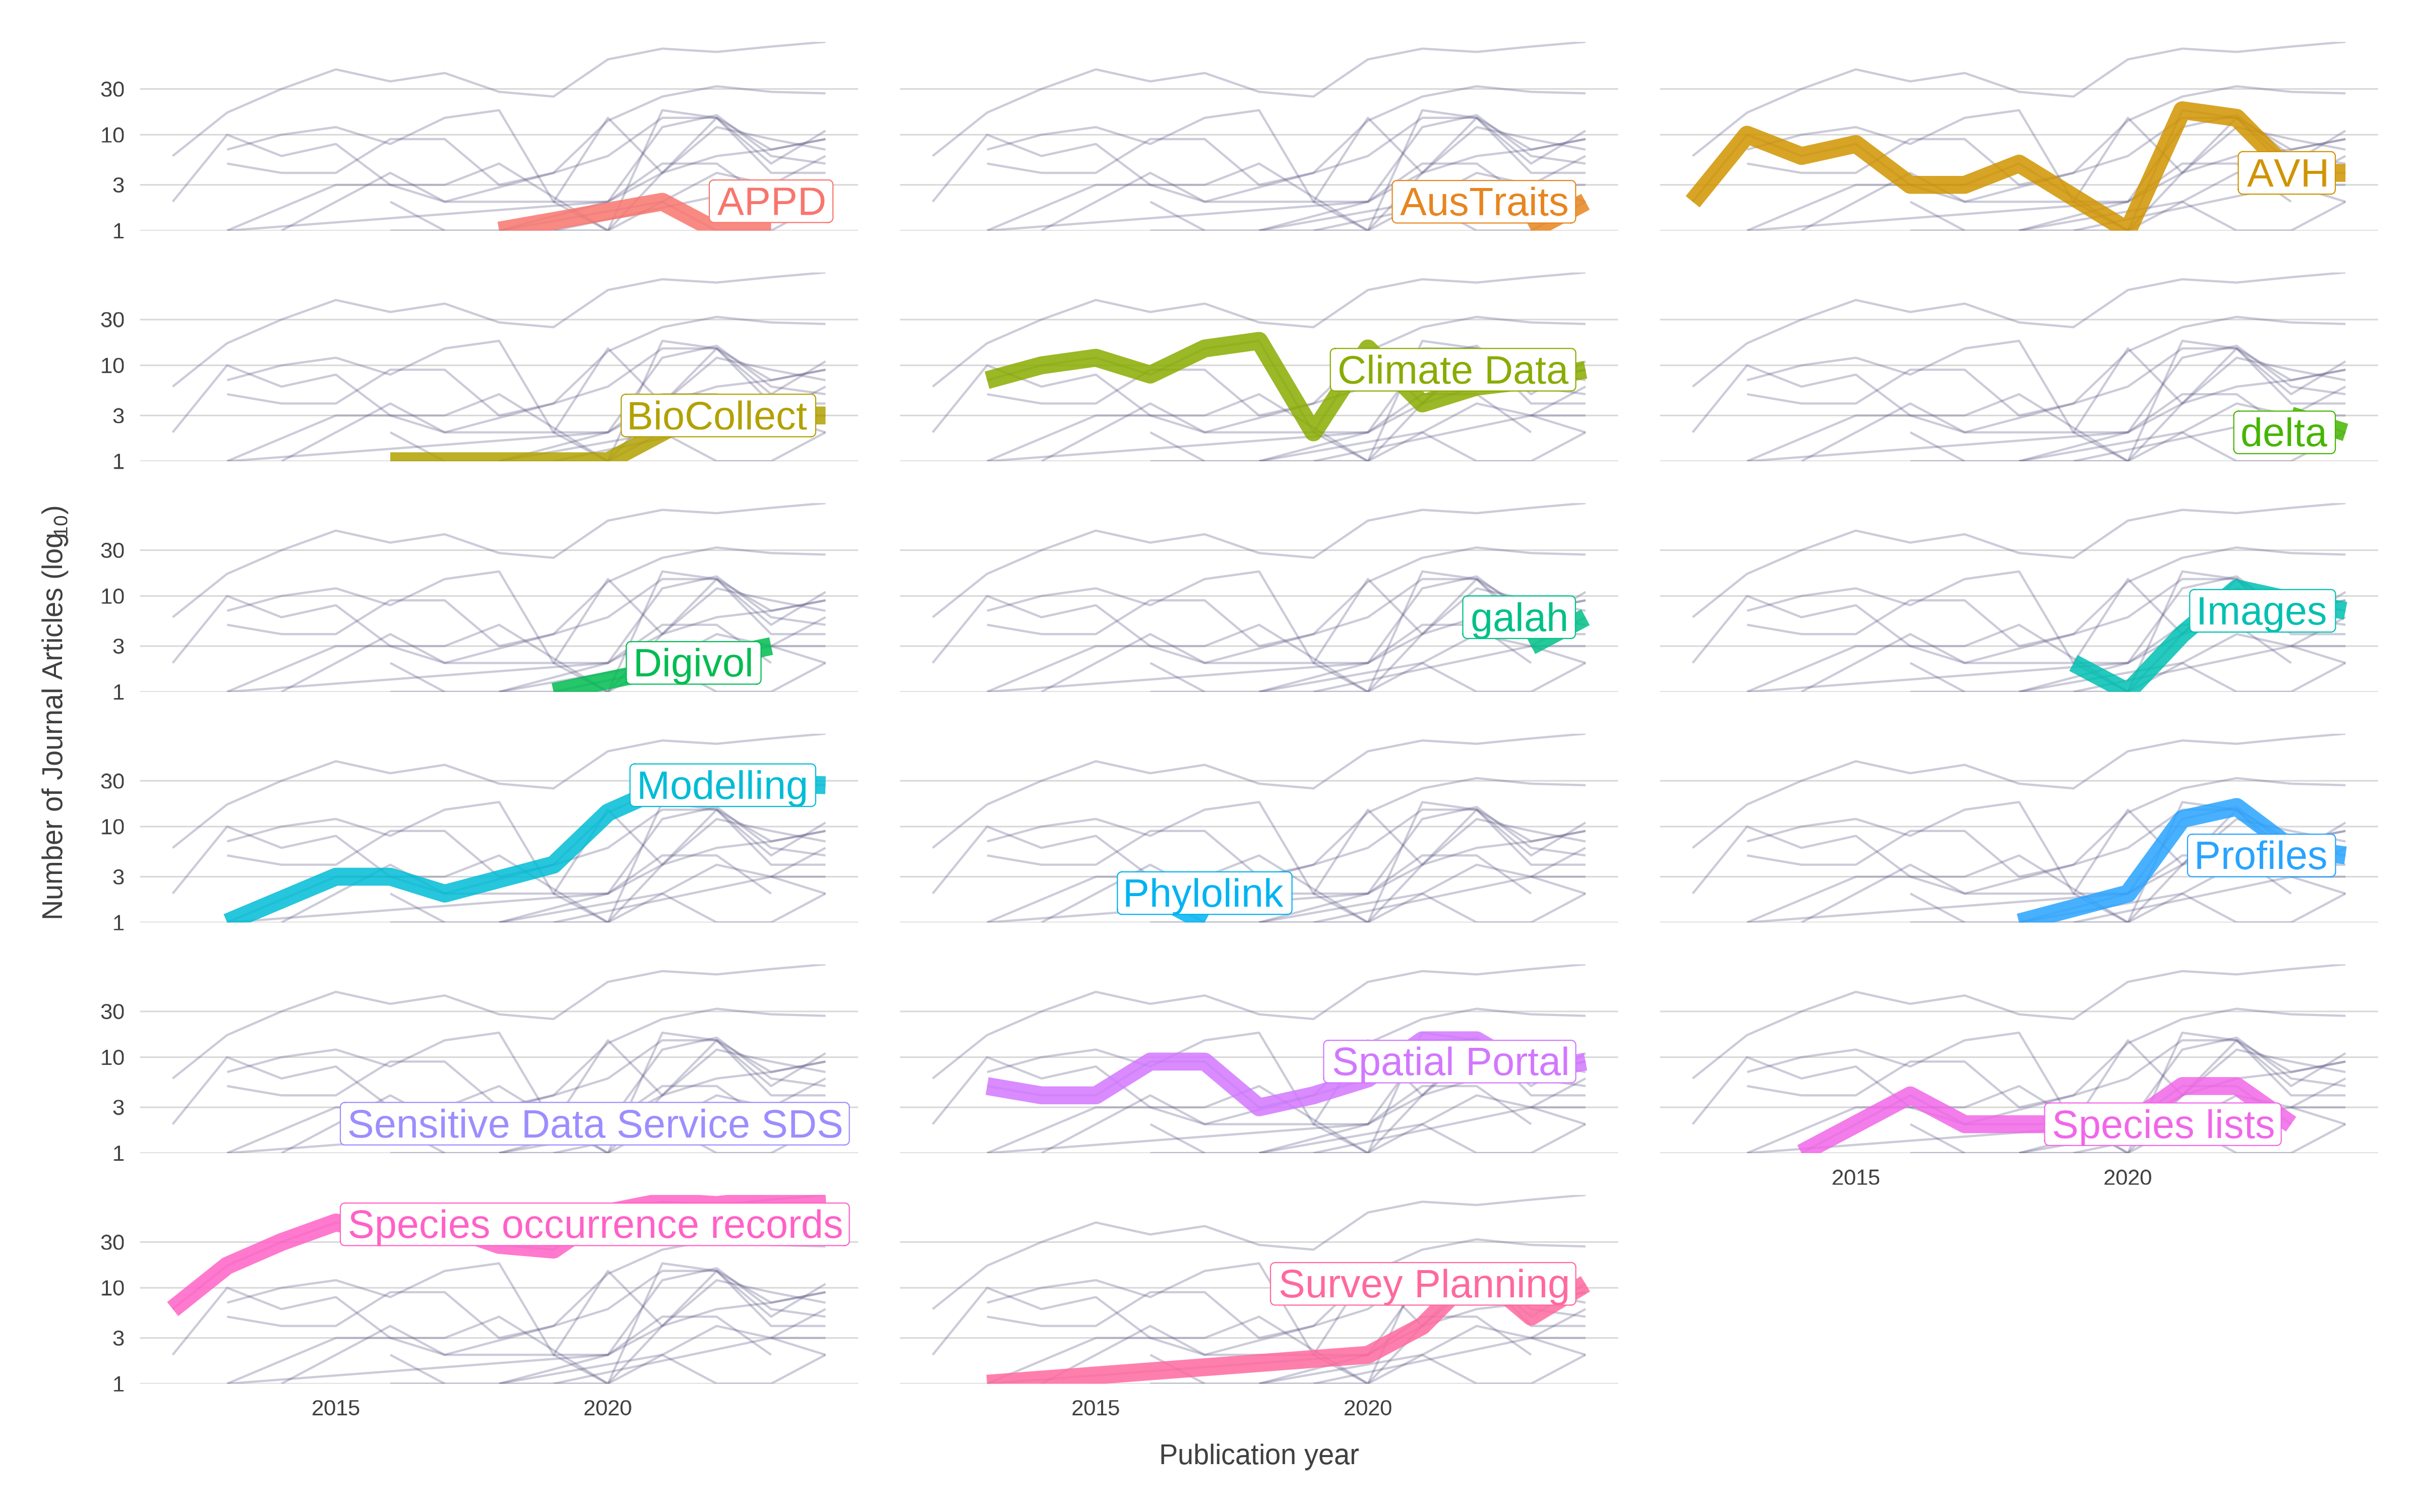 30
10
3
1
APPD
AusTraits
AVH
30
10
3
1
BioCollect
Climate Data
delta
30
10
3
1
Digivol
galah
Images
30
10
3
1
Modelling
Phylolink
Profiles
30
10
3
1
Sensitive Data Service SDS
Spatial Portal
Species lists
2015 2020
30
10
3
1
Species occurrence records
Survey Planning
2015 2020
2015 2020
Publication year
Number of Journal Articles (log10)